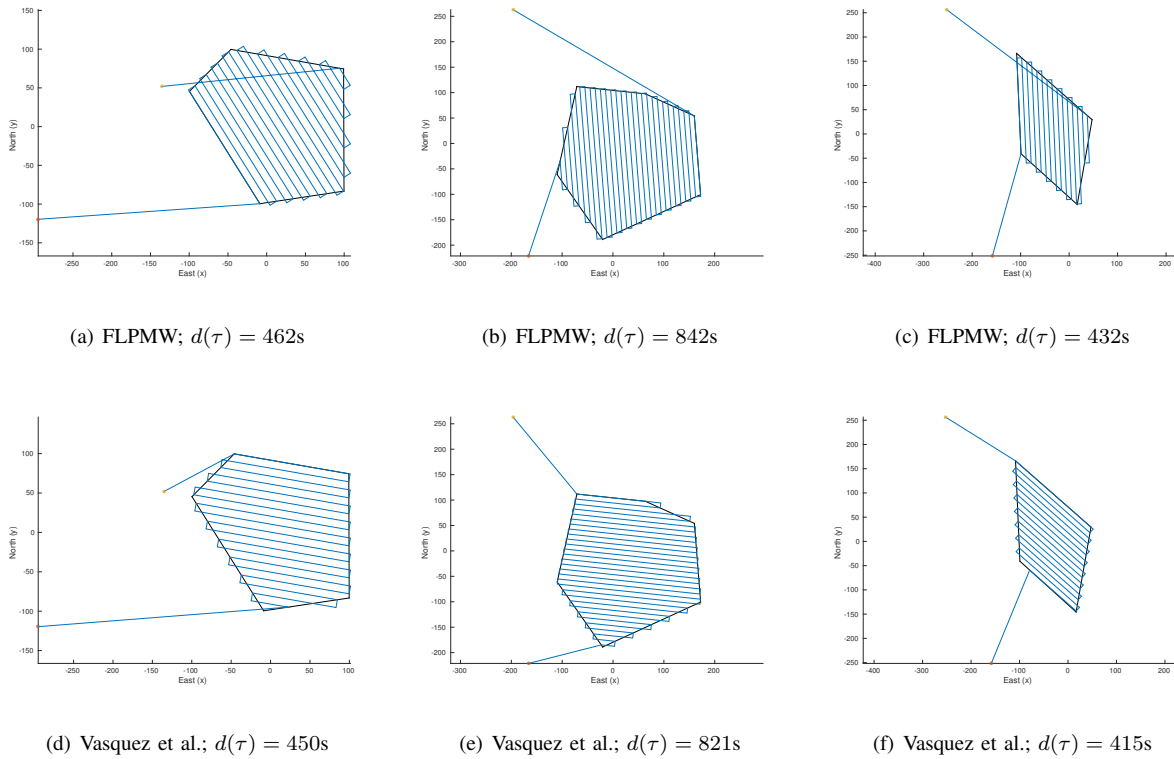 150
100
50
0
-50
-100
-150
North (y)
-250 -200 -150 -100 -50 0 50 100
East (x)
(a) FLPMW; d(τ) = 462s
250
200
150
100
50
0
-50
-100
-150
-200
North (y)
-300 -200 -100 0 100 200
East (x)
(b) FLPMW; d(τ) = 842s
250
200
150
100
50
0
-50
-100
-150
-200
-250
North (y)
-400 -300 -200 -100 0 100 200
East (x)
(c) FLPMW; d(τ) = 432s
100
50
0
-50
-100
-150
North (y)
-250 -200 -150 -100 -50 0 50 100
East (x)
(d) Vasquez et al.; d(τ) = 450s
250
200
150
100
50
0
-50
-100
-150
-200
North (y)
-300 -200 -100 0 100 200
East (x)
(e) Vasquez et al.; d(τ) = 821s
250
200
150
100
50
0
-50
-100
-150
-200
-250
North (y)
-400 -300 -200 -100 0 100 200
East (x)
(f) Vasquez et al.; d(τ) = 415s